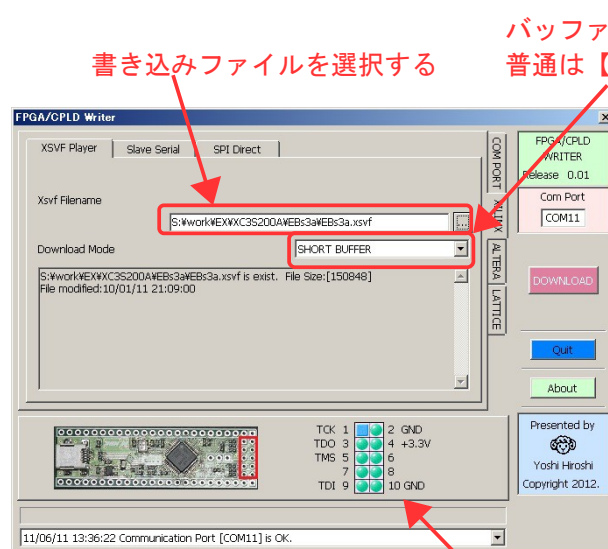 バッファ
書き込みファイルを選択する
普通は【
FPGA/CPLD Writer
XSVF Player
Slave Serial
SPI Direct
COM PORT
XILINX
ALTERA
LATTICE
Xsvf Filename
S:¥work¥EX¥XC3S200A¥EBs3a¥EBs3a.xsvf
...
Download Mode
SHORT BUFFER
S:¥work¥EX¥XC3S200A¥EBs3a¥EBs3a.xsvf is exist. File Size:[150848]
File modified:10/01/11 21:09:00
FPGA/CPLD
WRITER
Release 0.01
Com Port
COM11
DOWNLOAD
Quit
About
TCK 1 2 GND
TDO 3 4 +3.3V
TMS 5 6
7 8
TDI 9 10 GND
Presented by
Yoshi Hiroshi
Copyright 2012.
11/06/11 13:36:22 Communication Port [COM11] is OK.